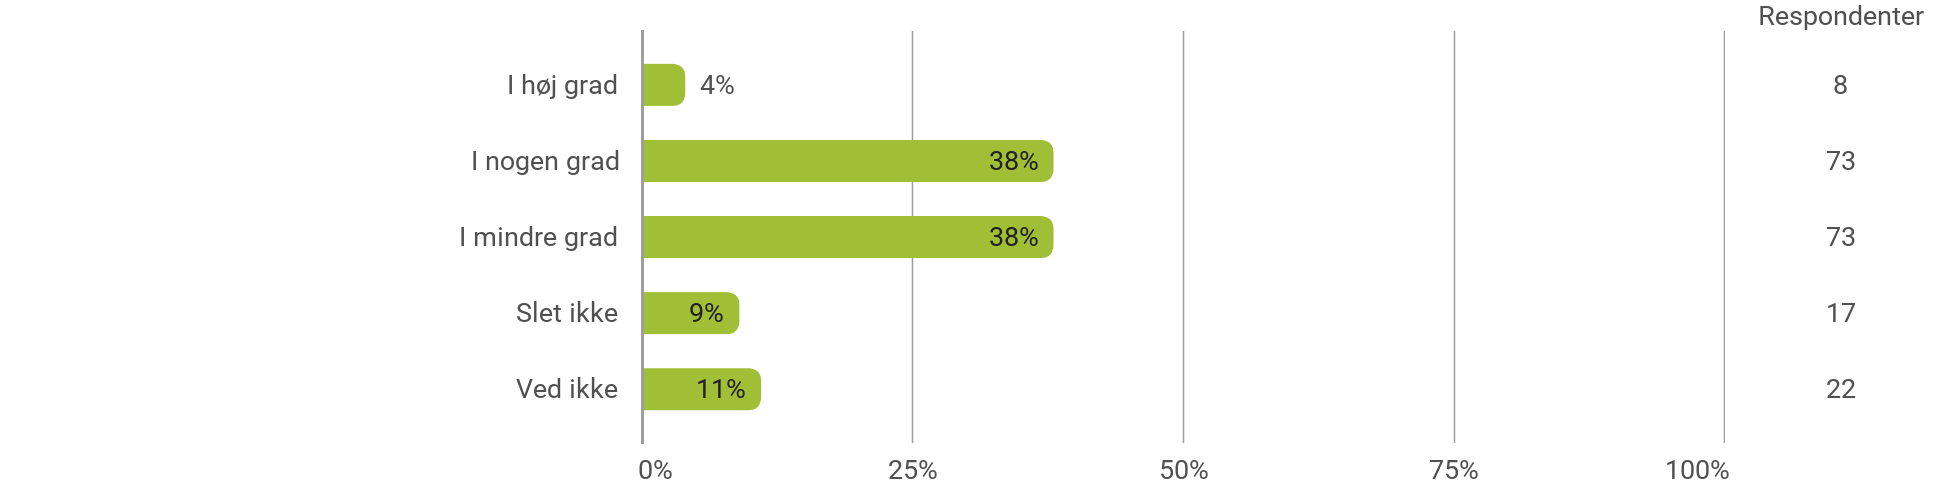 Respondenter
I høj grad 4% 8
I nogen grad 38% 73
I mindre grad 38% 73
Slet ikke 9% 17
Ved ikke 11% 22
0% 25% 50% 75% 100%